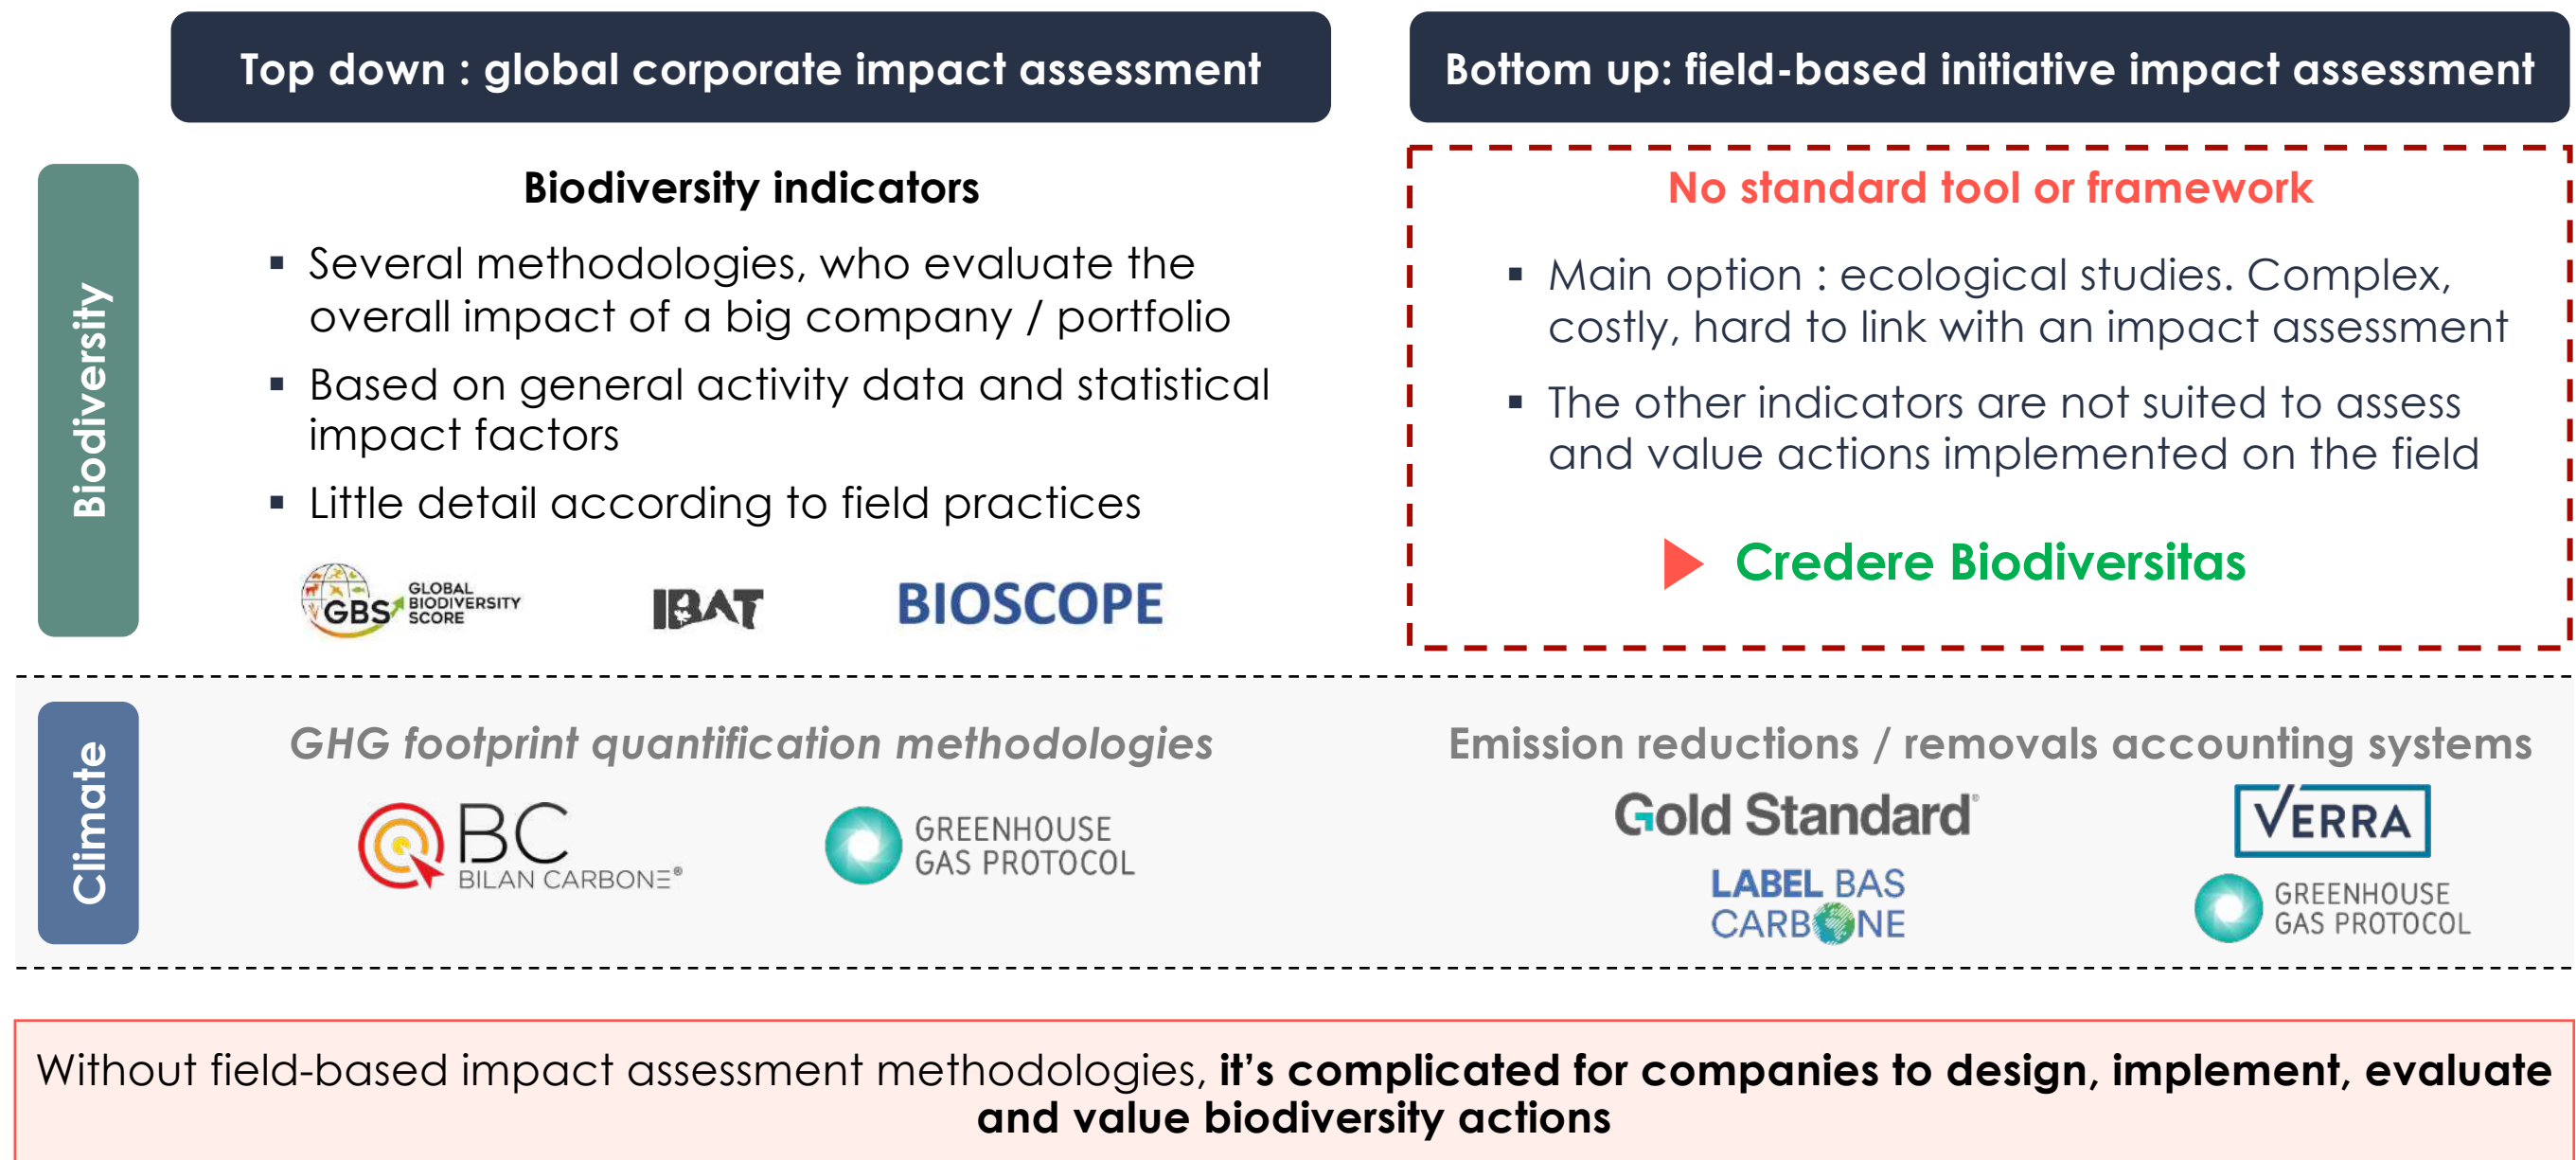 Top down : global corporate impact assessment
Bottom up: field-based initiative impact assessment
Biodiversity
Biodiversity indicators
▪ Several methodologies, who evaluate the
overall impact of a big company / portfolio
▪ Based on general activity data and statistical
impact factors
▪ Little detail according to field practices
GBS GLOBAL
BIODIVERSITY
SCORE
IBAT
BIOSCOPE
No standard tool or framework
▪ Main option : ecological studies. Complex,
costly, hard to link with an impact assessment
▪ The other indicators are not suited to assess
and value actions implemented on the field
Credere Biodiversitas
Climate
GHG footprint quantification methodologies
BC
BILAN CARBONE®
GREENHOUSE
GAS PROTOCOL
Emission reductions / removals accounting systems
Gold Standard®
VERRA
LABEL BAS
CARBONE
GREENHOUSE
GAS PROTOCOL
Without field-based impact assessment methodologies, it’s complicated for companies to design, implement, evaluate
and value biodiversity actions